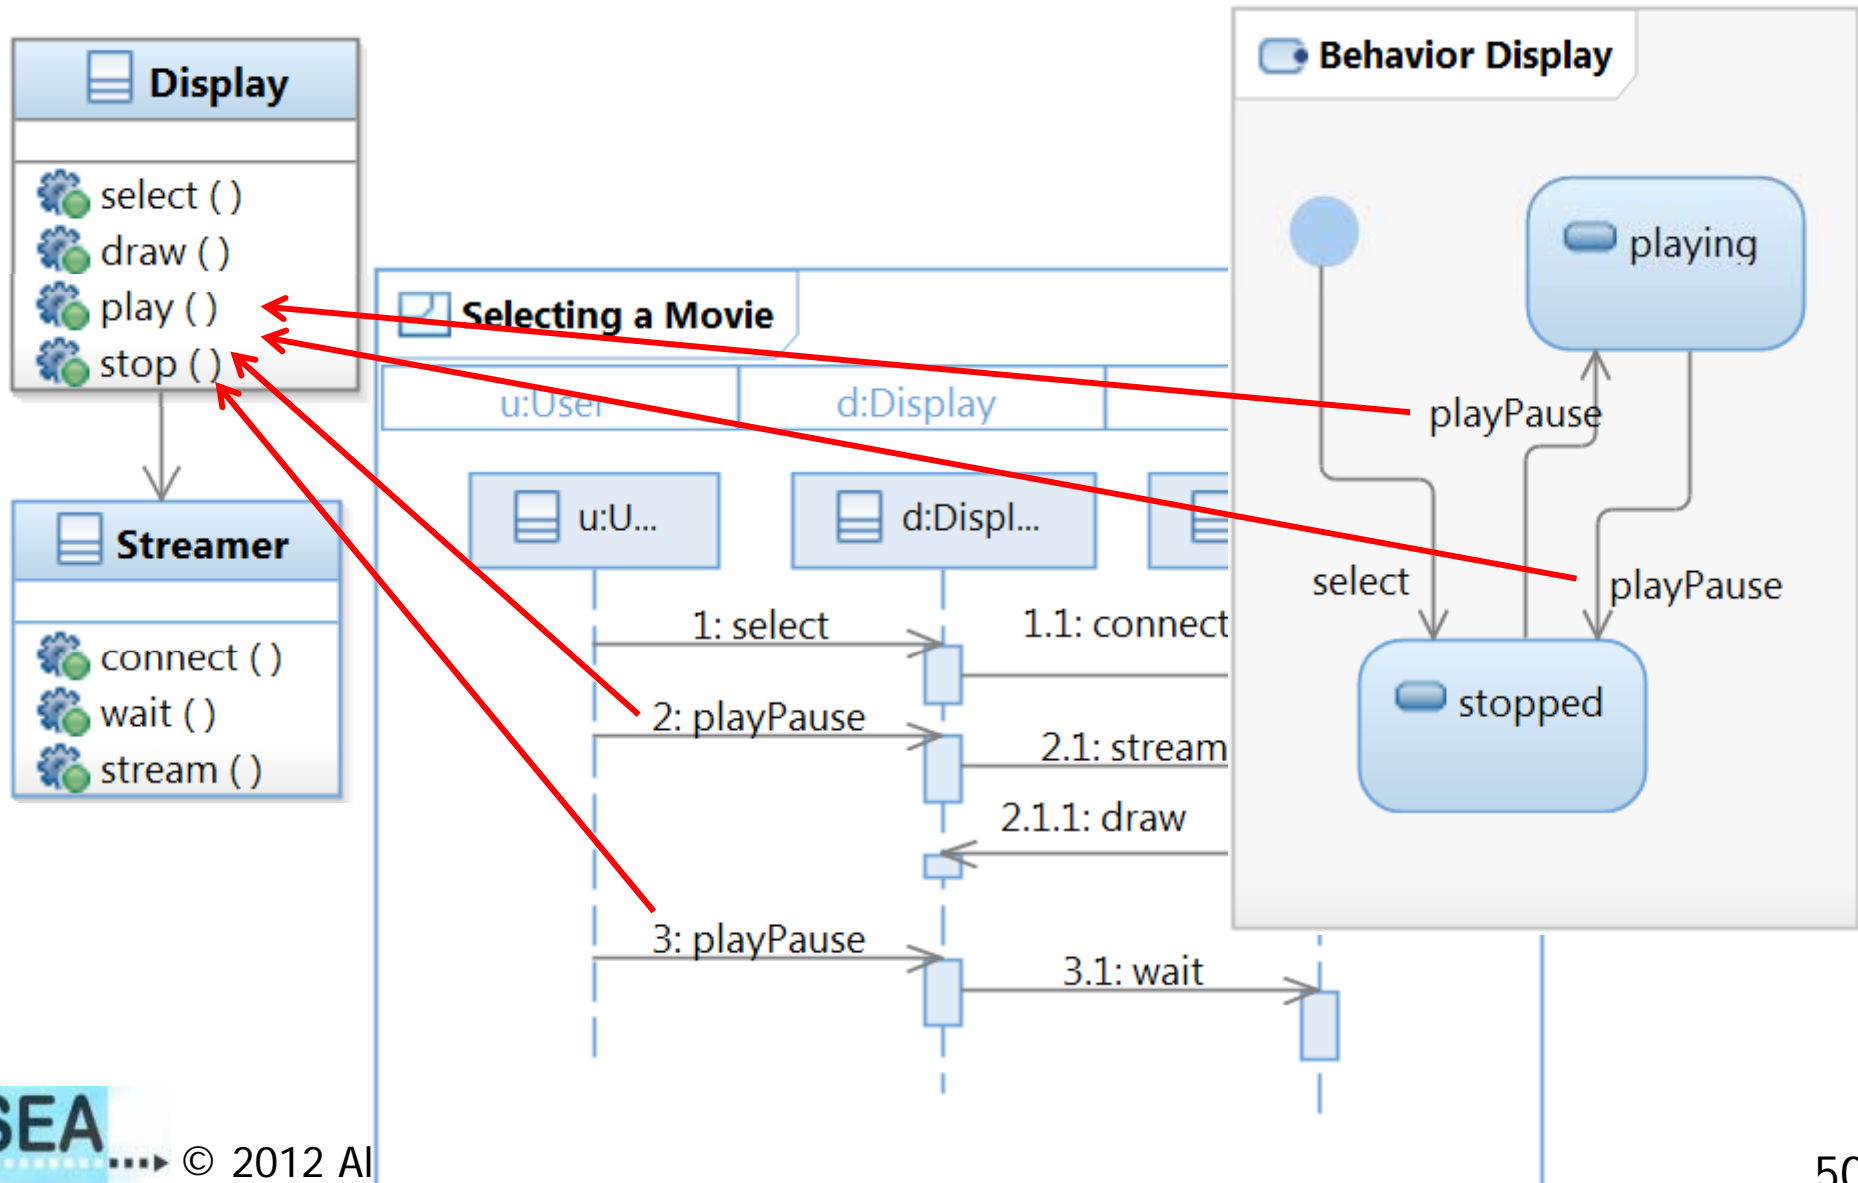 Display
select ( )
draw ( )
play ( )
stop ( )
Streamer
connect ( )
wait ( )
stream ( )
Selecting a Movie
u:User
d:Display
u:U...
d:Displ...
1: select
1.1: connect
2: playPause
2.1: stream
2.1.1: draw
3: playPause
3.1: wait
Behavior Display
playing
playPause
select
playPause
stopped
SEA
© 2012 Al
50